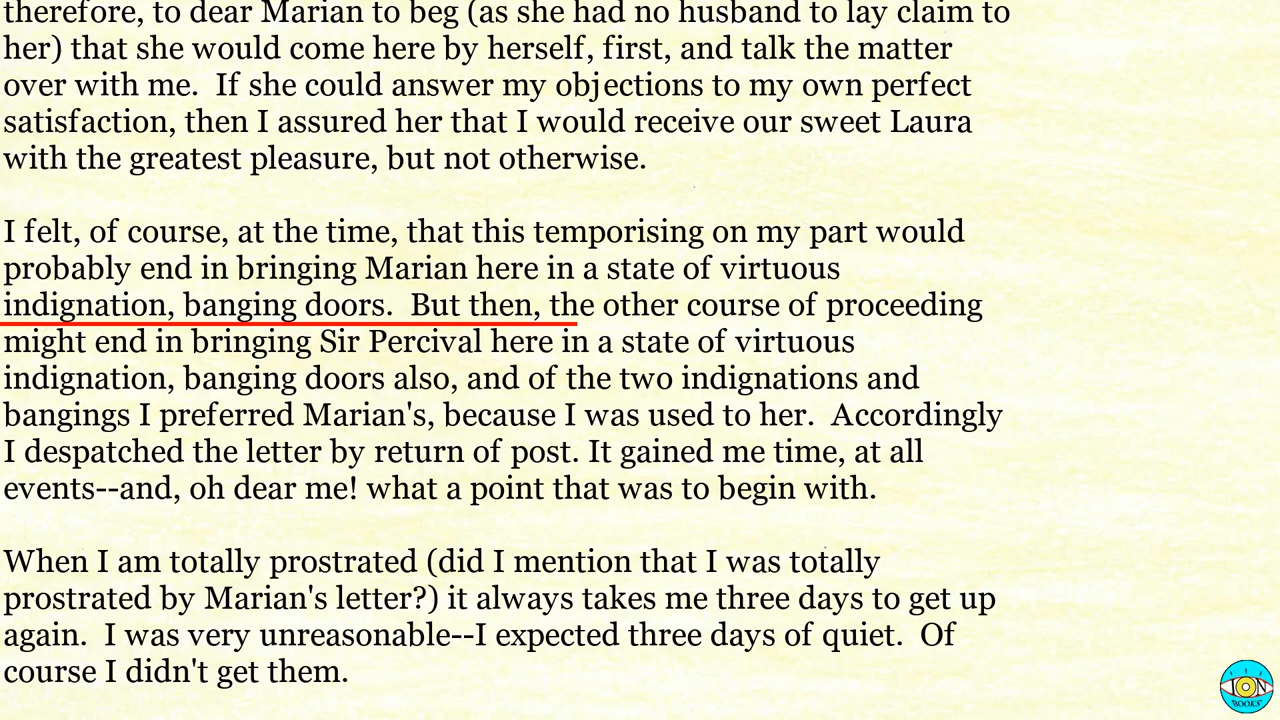 therefore, to dear Marian to beg (as she had no husband to lay claim to
her) that she would come here by herself, first, and talk the matter
over with me.  If she could answer my objections to my own perfect
satisfaction, then I assured her that I would receive our sweet Laura
with the greatest pleasure, but not otherwise.
I felt, of course, at the time, that this temporising on my part would
probably end in bringing Marian here in a state of virtuous
indignation, banging doors.  But then, the other course of proceeding
might end in bringing Sir Percival here in a state of virtuous
indignation, banging doors also, and of the two indignations and
bangings I preferred Marian's, because I was used to her.  Accordingly
I despatched the letter by return of post. It gained me time, at all
events--and, oh dear me! what a point that was to begin with.
When I am totally prostrated (did I mention that I was totally
prostrated by Marian's letter?) it always takes me three days to get up
again.  I was very unreasonable--I expected three days of quiet.  Of
course I didn't get them.
ION
BOOKS